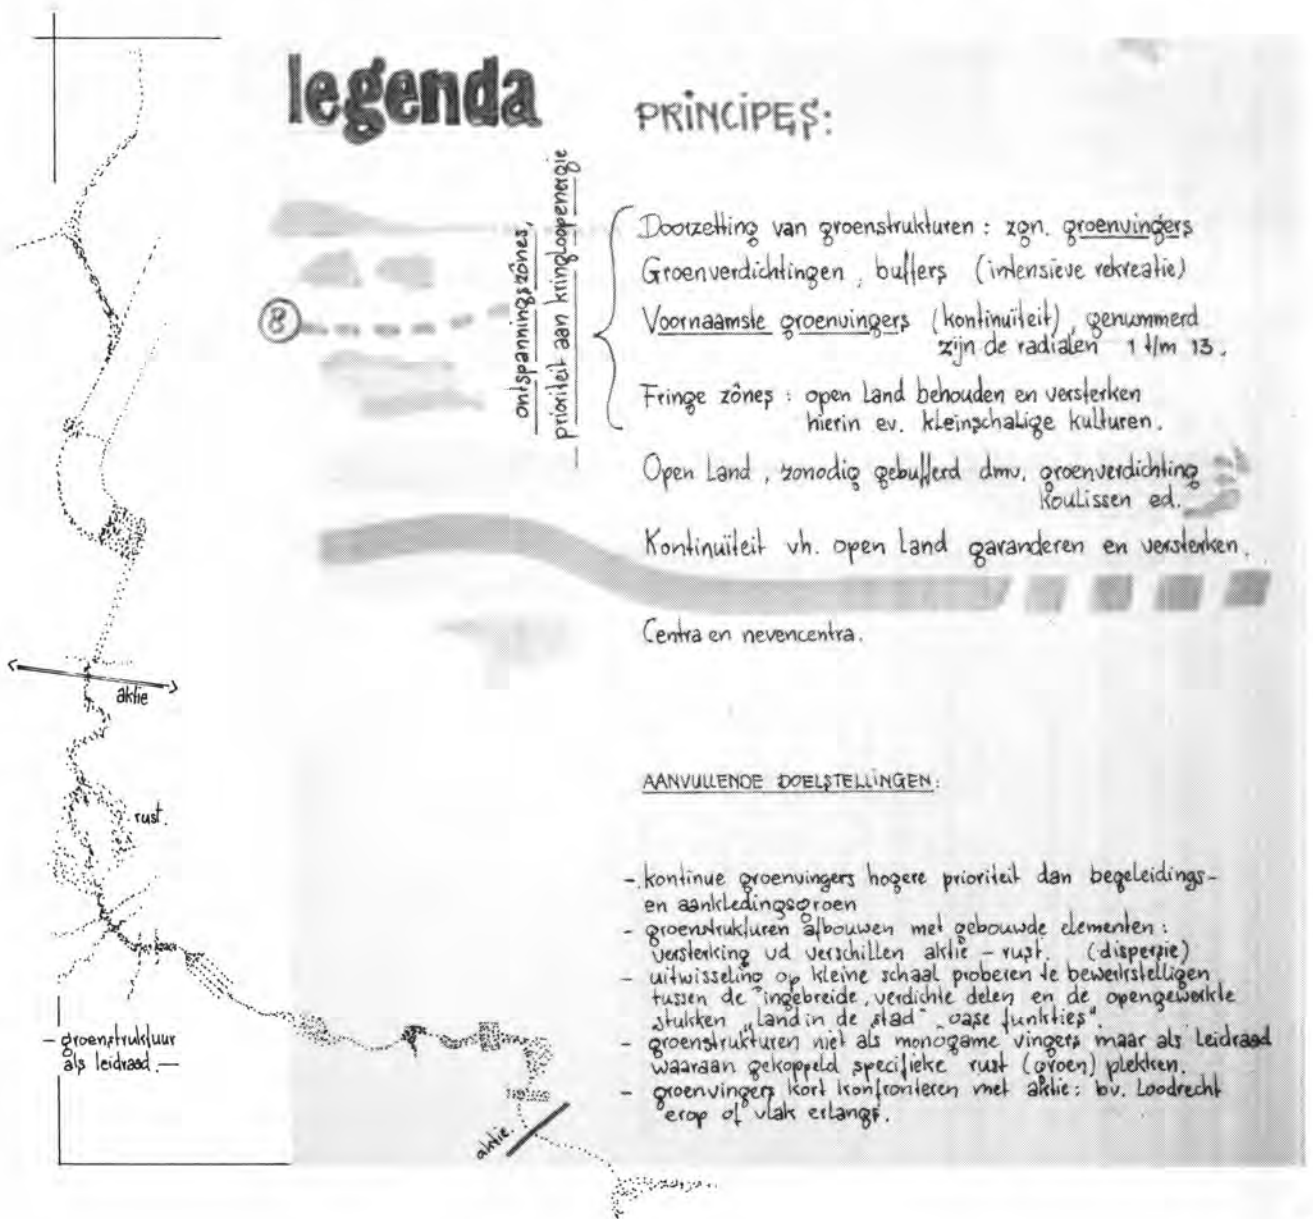 legenda
PRINCIPES:
ontspanningszônes,
— prioriteit aan kringloopenergie
8
Doorzetting van groenstrukturen : zgn. groenvingers
Groenverdichtingen, buffers (intensieve rekreatie)
Voornaamste groenvingers (kontinuïteit), genummerd
zijn de radialen 1 t/m 13.
Fringe zônes : open land behouden en versterken
hierin ev. kleinschalige kulturen.
Open Land, zonodig gebufferd dmv. groenverdichting
koulissen ed.
Kontinuïteit vh. open land garanderen en versterken.
Centra en nevencentra.
aktie
rust.
— groenstruktuur
als leidraad. —
aktie.
AANVULLENDE DOELSTELLINGEN:
- kontinue groenvingers hogere prioriteit dan begeleidings-
en aankledingsgroen
- groenstrukturen afbouwen met gebouwde elementen :
versterking vd verschillen aktie – rust. (dispersie)
- uitwisseling op kleine schaal proberen te bewerkstelligen
tussen de "ingebreide, verdichte delen en de opengewerkte
stukken „land in de stad" „oase funkties".
- groenstrukturen niet als monogame vingers maar als leidraad
waaraan gekoppeld specifieke rust (groen) plekken.
- groenvingers kort konfronteren met aktie: bv. Loodrecht
erop of vlak erlangs.